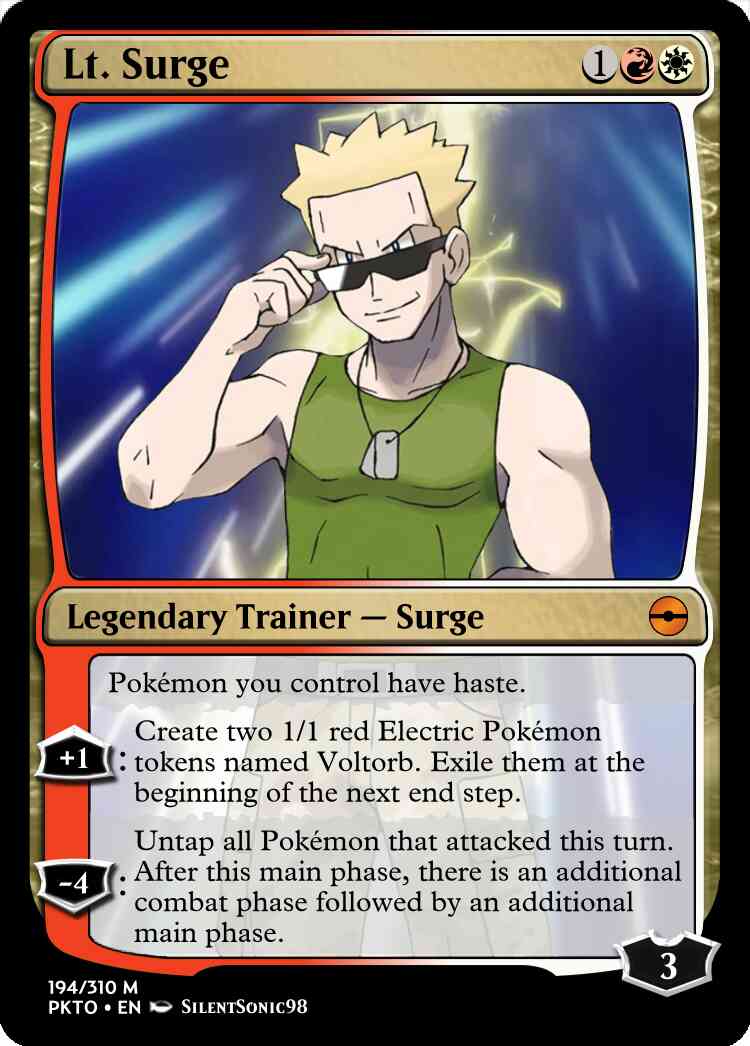 Lt. Surge 1
Legendary Trainer — Surge
Pokémon you control have haste.
+1: Create two 1/1 red Electric Pokémon
tokens named Voltorb. Exile them at the
beginning of the next end step.
-4: Untap all Pokémon that attacked this turn.
After this main phase, there is an additional
combat phase followed by an additional
main phase.
3
194/310 M
PKTO • EN SILENTSONIC98